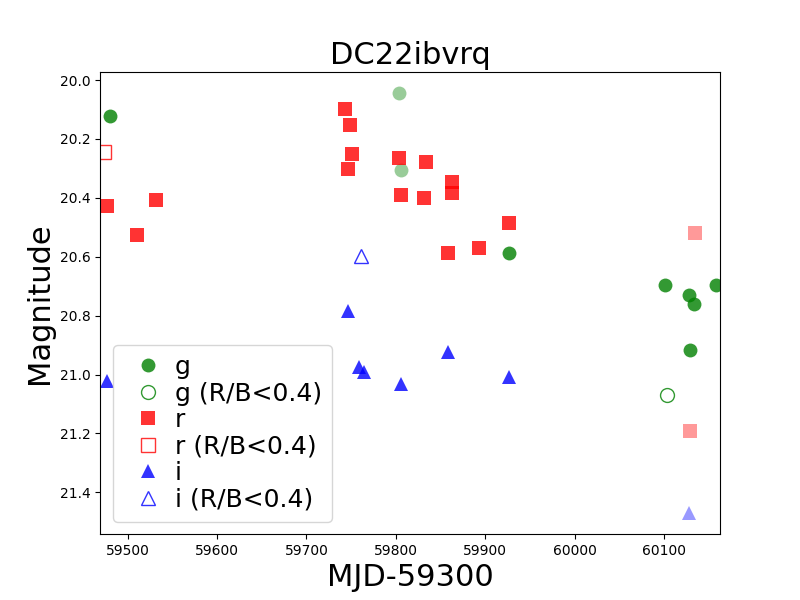 DC22ibvrq
Magnitude
20.0
20.2
20.4
20.6
20.8
21.0
21.2
21.4
g
g (R/B<0.4)
r
r (R/B<0.4)
i
i (R/B<0.4)
59500 59600 59700 59800 59900 60000 60100
MJD-59300